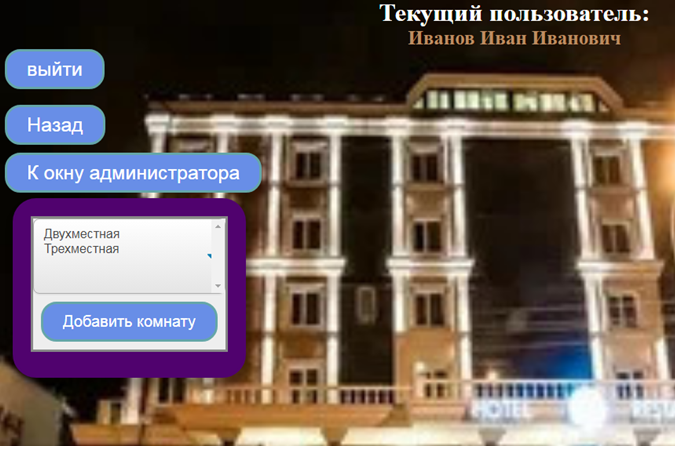 Текущий пользователь:
Иванов Иван Иванович
выйти
Назад
К окну администратора
Двухместная
Трехместная
Добавить комнату
HOTEL